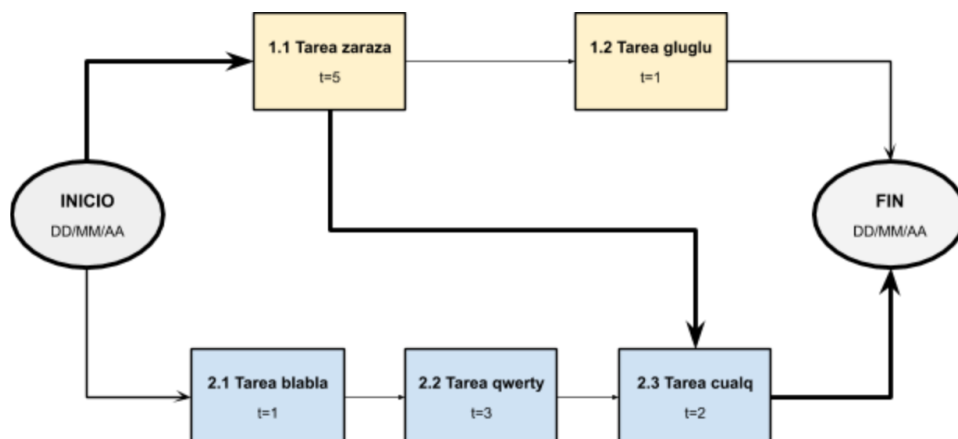 1.1 Tarea zaraza
t=5
1.2 Tarea gluglu
t=1
INICIO
DD/MM/AA
FIN
DD/MM/AA
2.1 Tarea blabla
t=1
2.2 Tarea qwerty
t=3
2.3 Tarea cualq
t=2